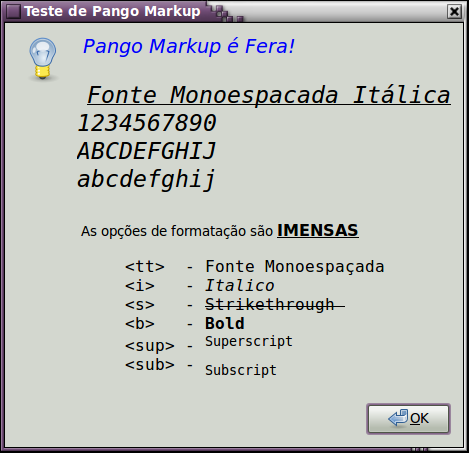 Teste de Pango Markup
Pango Markup é Fera!
Fonte Monoespacada Itálica
1234567890
ABCDEFGHIJ
abcdefghij
As opções de formatação são IMENSAS
<tt> - Fonte Monoespaçada
<i> - Italico
<s> - Strikethrough
<b> - Bold
<sup> - Superscript
<sub> - Subscript
OK